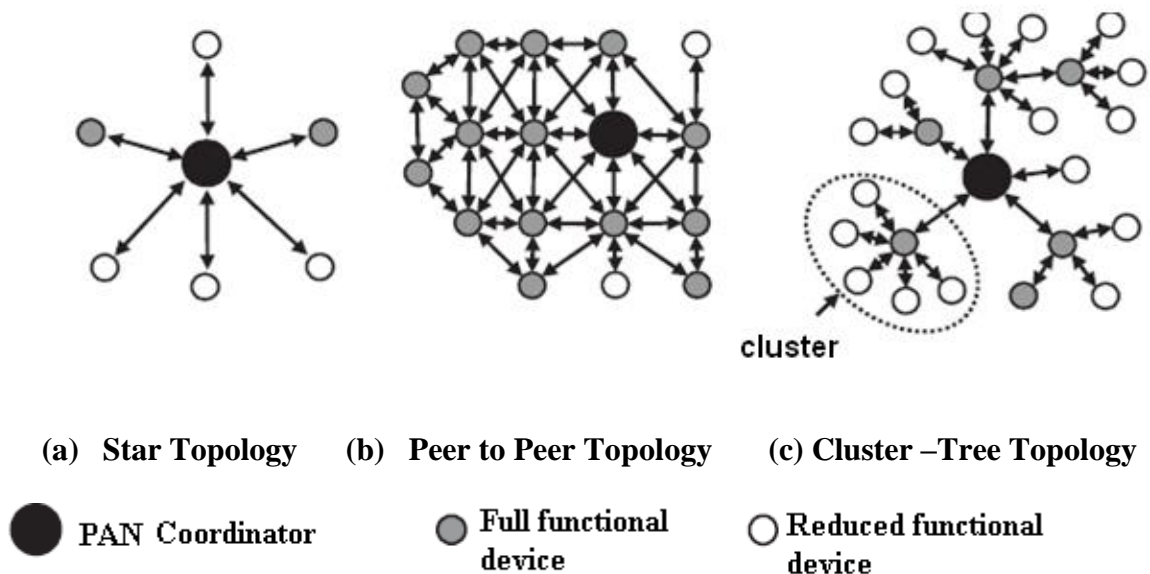 cluster
(a) Star Topology (b) Peer to Peer Topology (c) Cluster –Tree Topology
PAN Coordinator
Full functional
device
Reduced functional
device